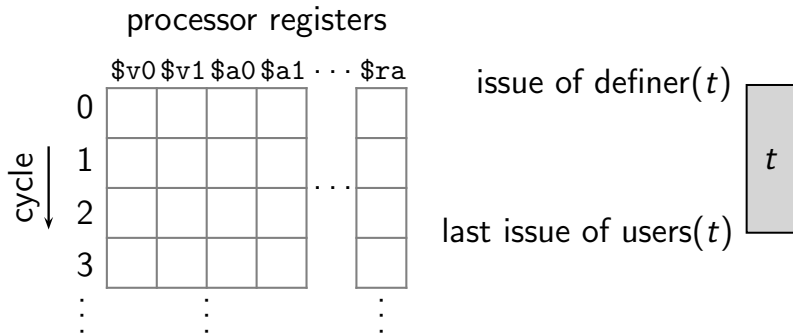 processor registers
$v0 $v1 $a0 $a1 ··· $ra
issue of definer(t)
0
1
2
3
···
cycle
t
last issue of users(t)